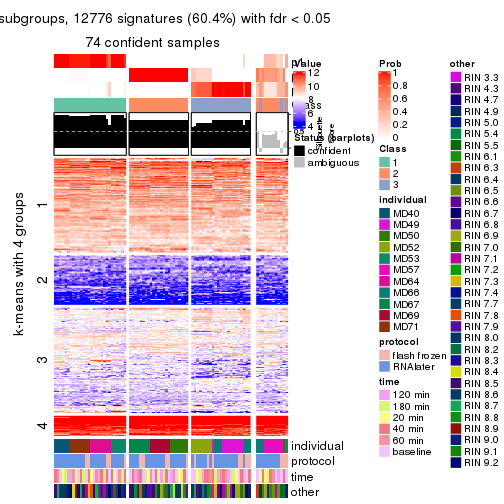 subgroups, 12776 signatures (60.4%) with fdr < 0.05
74 confident samples
k-means with 4 groups
1
2
3
4
individual
protocol
time
other
Value
12
10
8
6
4
Status (barplots)
confident
ambiguous
Silhouette
score
Prob
1
0.8
0.6
0.4
0.2
0
Class
1
2
3
individual
MD40
MD49
MD50
MD52
MD53
MD57
MD64
MD66
MD67
MD69
MD71
protocol
flash frozen
RNAlater
time
120 min
180 min
20 min
40 min
60 min
baseline
other
RIN 3.3
RIN 4.3
RIN 4.7
RIN 4.9
RIN 5.0
RIN 5.4
RIN 5.5
RIN 6.1
RIN 6.3
RIN 6.4
RIN 6.5
RIN 6.6
RIN 6.7
RIN 6.8
RIN 6.9
RIN 7.0
RIN 7.1
RIN 7.2
RIN 7.3
RIN 7.4
RIN 7.7
RIN 7.8
RIN 7.9
RIN 8.0
RIN 8.2
RIN 8.3
RIN 8.4
RIN 8.5
RIN 8.6
RIN 8.7
RIN 8.8
RIN 8.9
RIN 9.0
RIN 9.1
RIN 9.2